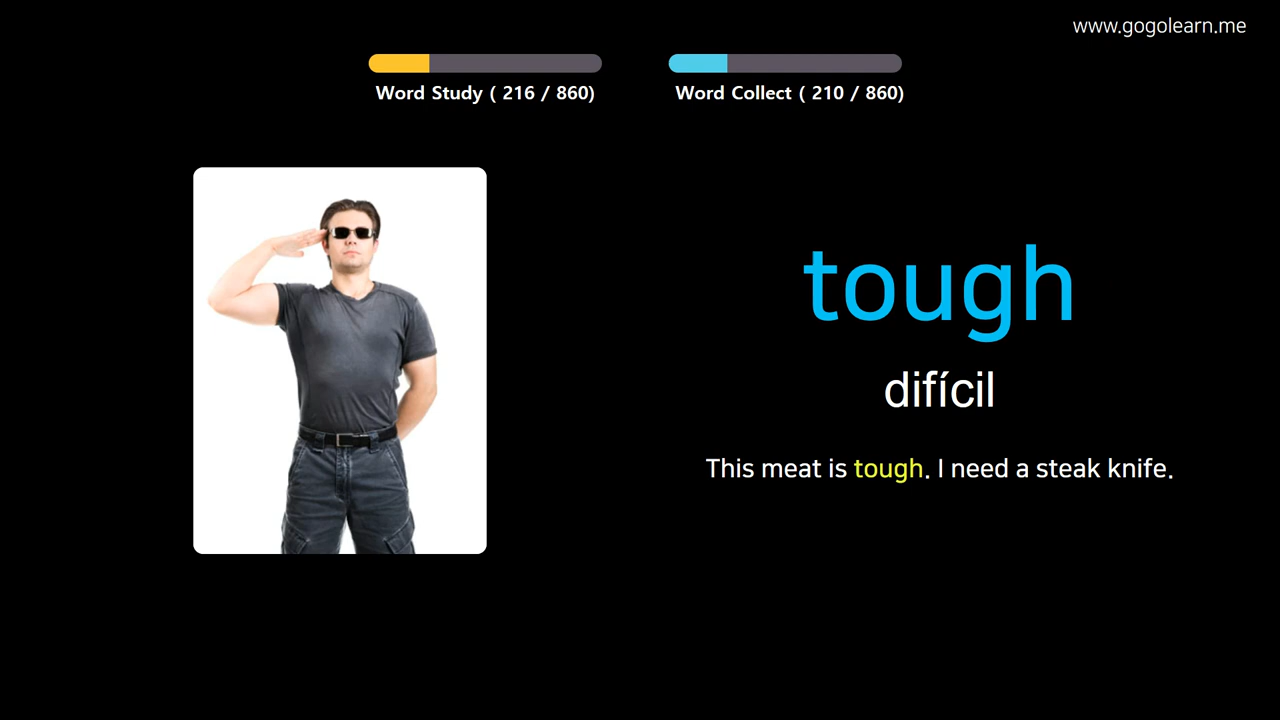 www.gogolearn.me
Word Study ( 216 / 860)
Word Collect ( 210 / 860)
tough
difícil
This meat is tough. I need a steak knife.